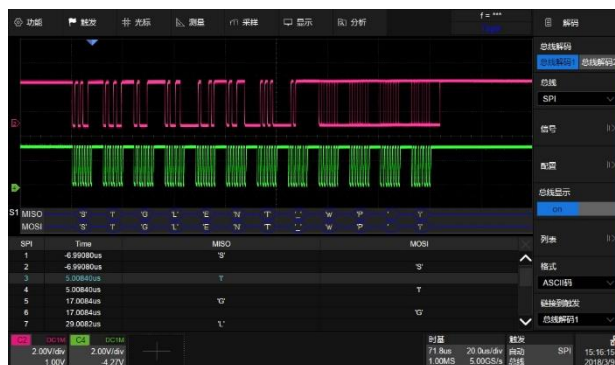 功能 触发 光标 测量 采样 显示 分析 f = *** 解码
总线解码
总线解码1 总线解码2
总线
SPI
信号
配置
总线显示
on
列表
格式
ASCII码
链接到触发
总线解码1
S1 MISO 'S' 'I' 'G' 'L' 'E' 'N' 'T' '_' 'w' 'P'
MOSI 'S' 'I' 'G' 'L' 'E' 'N' 'T' '_' 'w' 'P'
SPI Time MISO MOSI
1 -6.99080us 'S'
2 -6.99080us 'S'
3 5.00840us 'I'
4 5.00840us 'I'
5 17.0084us 'G'
6 17.0084us 'G'
7 29.0082us 'L'
C2 DC1M C4 DC1M
2.00V/div 2.00V/div
1.00V -4.27V
时基 触发
71.8us 20.0us/div 自动 SPI
1.00MS 5.00GS/s 总线
15:16:15
2018/3/9